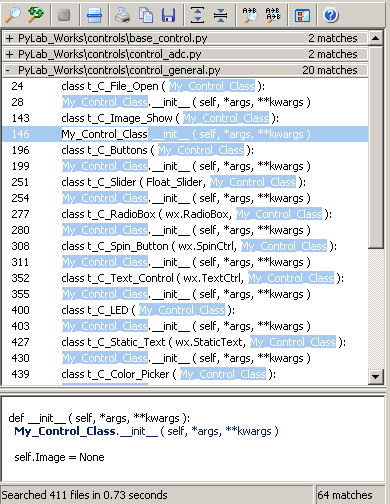 + PyLab_Works\controls\base_control.py 2 matches
+ PyLab_Works\controls\control_adc.py 2 matches
- PyLab_Works\controls\control_general.py 20 matches
24 class t_C_File_Open ( My_Control_Class ):
28 My_Control_Class.__init__ ( self, *args, **kwargs )
143 class t_C_Image_Show ( My_Control_Class ):
146 My_Control_Class.__init__ ( self, *args, **kwargs )
196 class t_C_Buttons ( My_Control_Class ):
199 My_Control_Class.__init__ ( self, *args, **kwargs )
251 class t_C_Slider ( Float_Slider, My_Control_Class ):
254 My_Control_Class.__init__ ( self, *args, **kwargs )
277 class t_C_RadioBox ( wx.RadioBox, My_Control_Class ):
280 My_Control_Class.__init__ ( self, *args, **kwargs )
308 class t_C_Spin_Button ( wx.SpinCtrl, My_Control_Class ):
311 My_Control_Class.__init__ ( self, *args, **kwargs )
352 class t_C_Text_Control ( wx.TextCtrl, My_Control_Class ):
355 My_Control_Class.__init__ ( self, *args, **kwargs )
400 class t_C_LED ( My_Control_Class ):
403 My_Control_Class.__init__ ( self, *args, **kwargs )
427 class t_C_Static_Text ( wx.StaticText, My_Control_Class ):
430 My_Control_Class.__init__ ( self, *args, **kwargs )
439 class t_C_Color_Picker ( My_Control_Class ):
def __init__ ( self, *args, **kwargs ):
My_Control_Class.__init__ ( self, *args, **kwargs )
self.Image = None
Searched 411 files in 0.73 seconds 64 matches